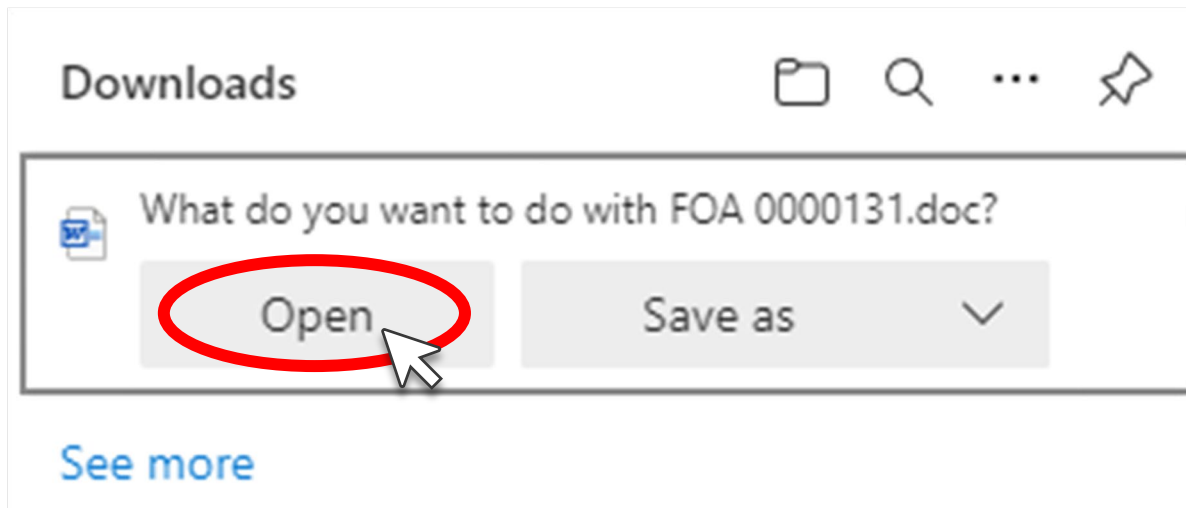 Downloads
What do you want to do with FOA 0000131.doc?
Open Save as
See more